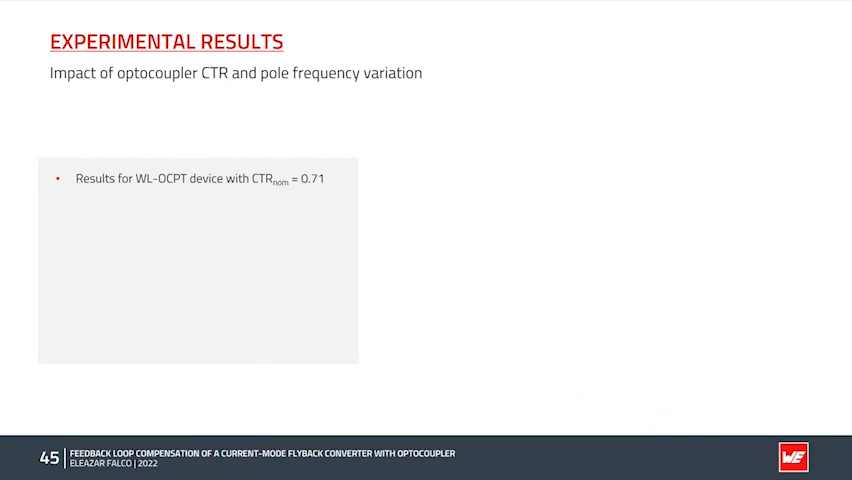 EXPERIMENTAL RESULTS
Impact of optocoupler CTR and pole frequency variation
• Results for WL-OCPT device with CTRnom = 0.71
45
FEEDBACK LOOP COMPENSATION OF A CURRENT-MODE FLYBACK CONVERTER WITH OPTOCOUPLER
ELEAZAR FALCO | 2022
WE